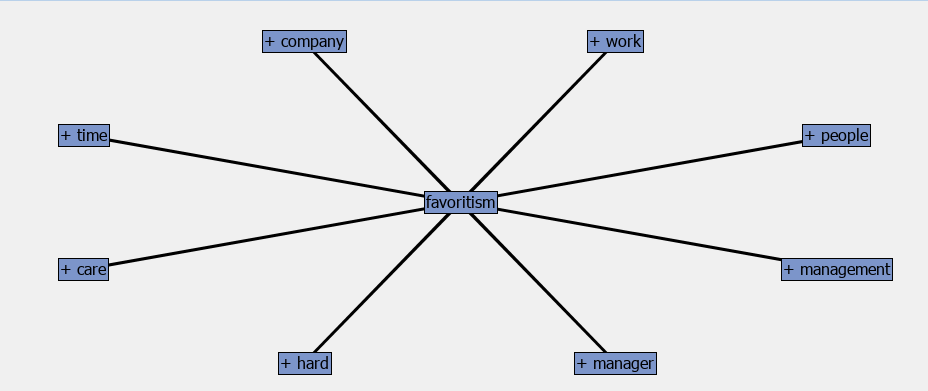 + company
+ work
+ time
+ people
favoritism
+ care
+ management
+ hard
+ manager